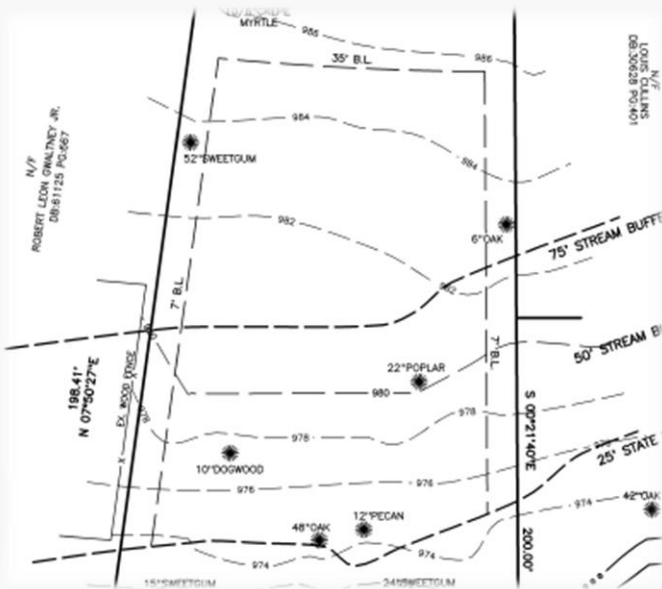 MYRTLE
986
986
35' B.L.
N/F
LOUIS CULLINS
DB:30628 PG:401
984
984
52"SWEETGUM
N/F
ROBERT LEON GWALTNEY JR.
DB:61125 PG:667
982
982
6"OAK
75' STREAM BUFF
7' B.L.
7' B.L.
50' STREAM B
22"POPLAR
980
198.41'
N 07°50'27"E
EX. WOOD FENCE
X
X
978
978
978
S 00°21'40"E
200.00'
25' STATE
10"DOGWOOD
976
976
974
42"OAK
12"PECAN
48"OAK
974
974
15"SWEETGUM
24"SWEETGUM